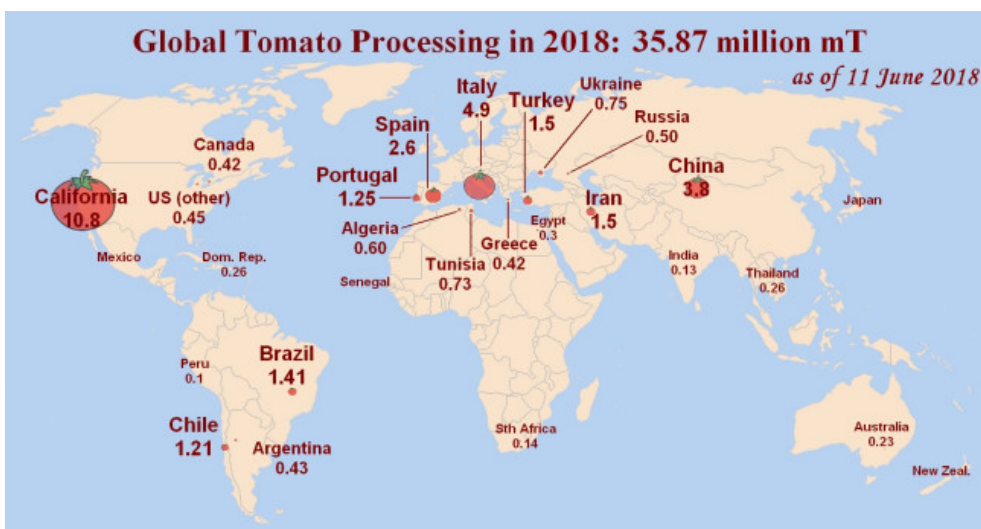 Global Tomato Processing in 2018: 35.87 million mT
as of 11 June 2018
Canada
0.42
California
10.8
US (other)
0.45
Mexico
Dom. Rep.
0.26
Peru
0.1
Brazil
1.41
Chile
1.21
Argentina
0.43
Portugal
1.25
Spain
2.6
Italy
4.9
Turkey
1.5
Ukraine
0.75
Russia
0.50
Algeria
0.60
Tunisia
0.73
Greece
0.42
Egypt
0.3
Iran
1.5
Senegal
Sth Africa
0.14
China
3.8
Japan
India
0.13
Thailand
0.26
Australia
0.23
New Zeal.